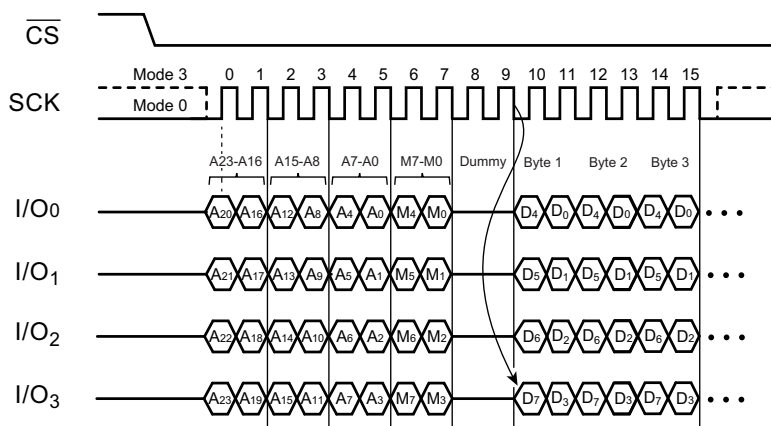 CS
Mode 3 0 1 2 3 4 5 6 7 8 9 10 11 12 13 14 15
SCK Mode 0
A23-A16 A15-A8 A7-A0 M7-M0 Dummy Byte 1 Byte 2 Byte 3
I/O0 A20 A16 A12 A8 A4 A0 M4 M0 D4 D0 D4 D0 D4 D0
I/O1 A21 A17 A13 A9 A5 A1 M5 M1 D5 D1 D5 D1 D5 D1
I/O2 A22 A18 A14 A10 A6 A2 M6 M2 D6 D2 D6 D2 D6 D2
I/O3 A23 A19 A15 A11 A7 A3 M7 M3 D7 D3 D7 D3 D7 D3